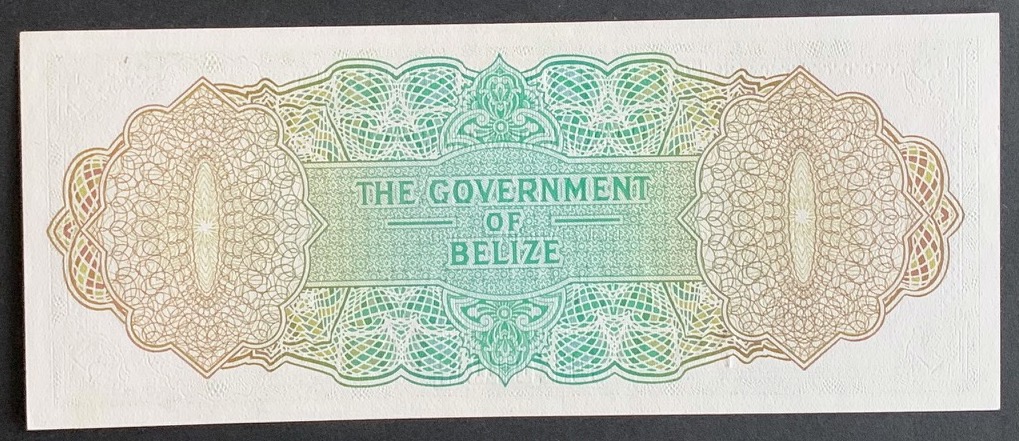 THE GOVERNMENT
OF
BELIZE